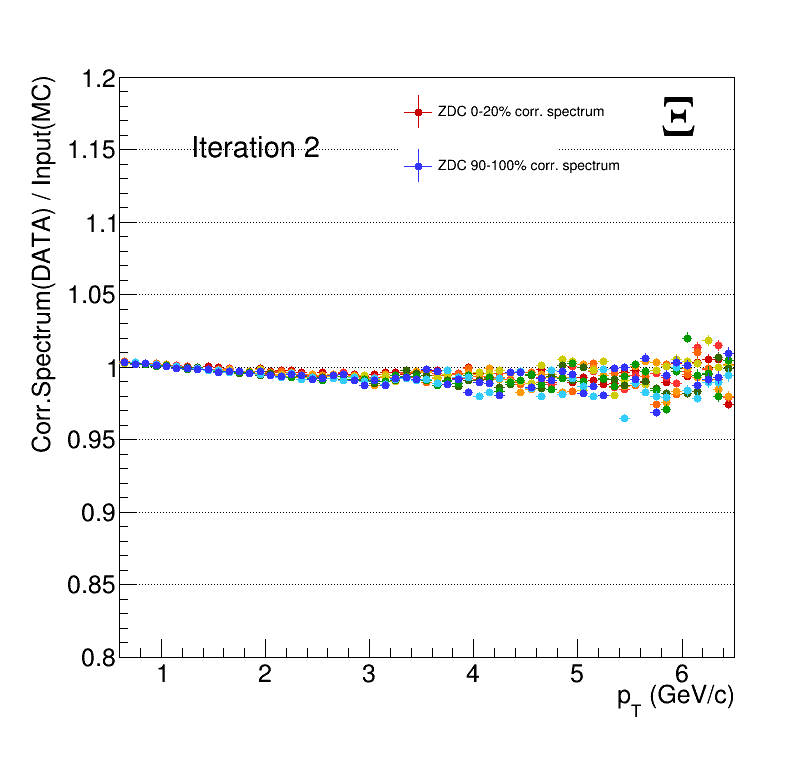 Corr.Spectrum(DATA) / Input(MC)
1.2
1.15
1.1
1.05
1
0.95
0.9
0.85
0.8
Iteration 2
ZDC 0-20% corr. spectrum
ZDC 90-100% corr. spectrum
Ξ
1 2 3 4 5 6
p_T (GeV/c)